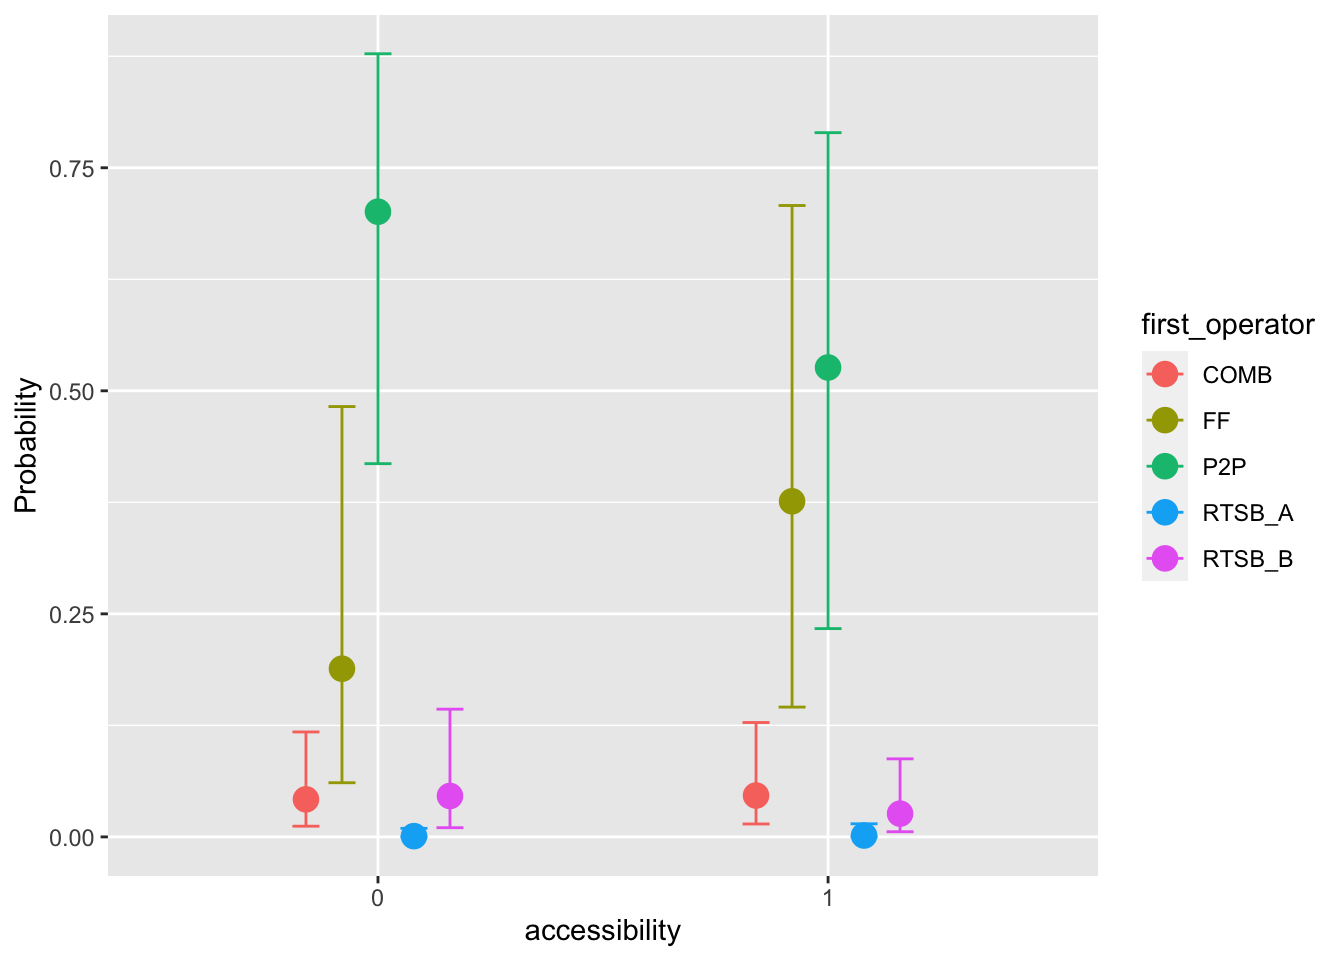 Probability
0.75
0.50
0.25
0.00
0
1
accessibility
first_operator
COMB
FF
P2P
RTSB_A
RTSB_B